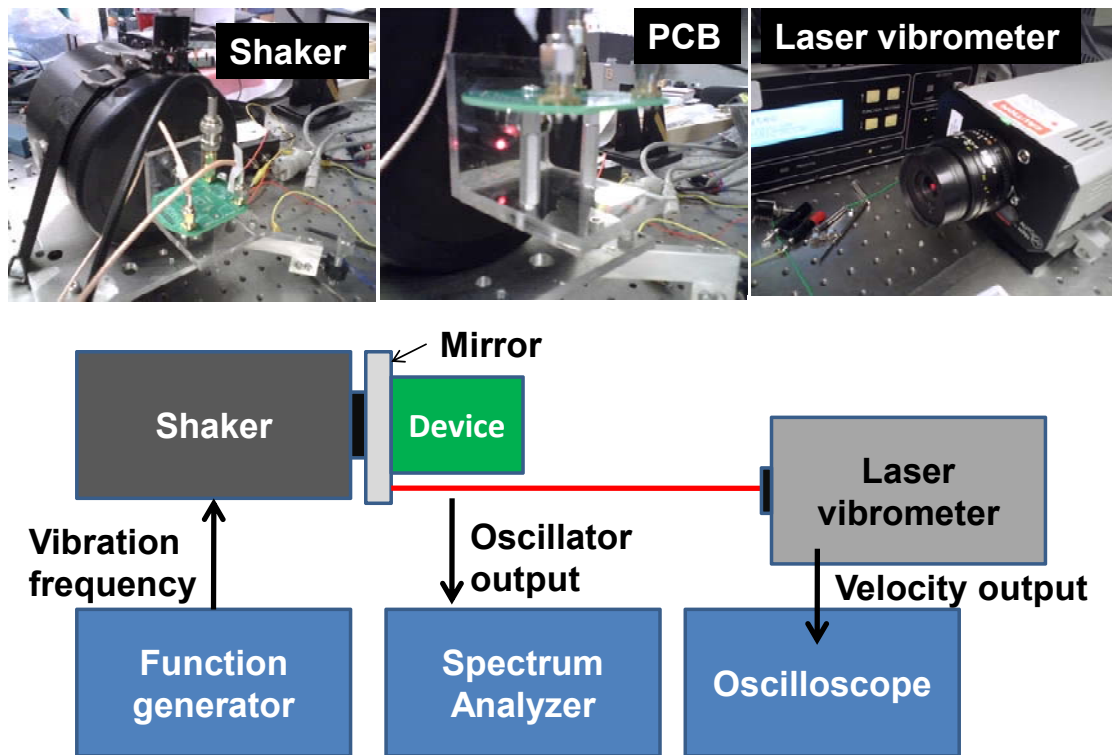 Shaker
PCB
Laser vibrometer
Mirror
Shaker
Device
Laser
vibrometer
Vibration
frequency
Oscillator
output
Velocity output
Function
generator
Spectrum
Analyzer
Oscilloscope